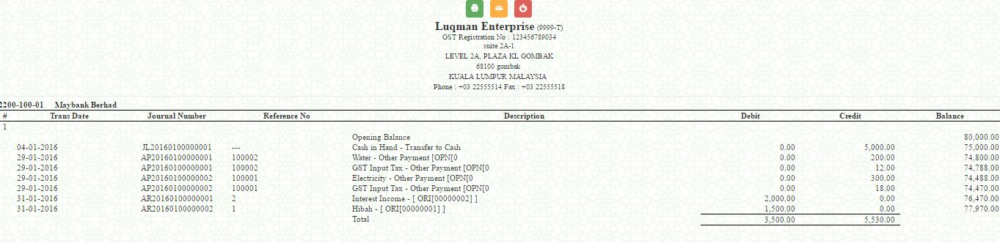 Luqman Enterprise (9999-T)
GST Registration No : 123456789034
suite 2A-1
LEVEL 2A, PLAZA KL GOMBAK
68100 gombak
KUALA LUMPUR MALAYSIA
Phone : +03 22555514 Fax : +03 22555518
2200-100-01 Maybank Berhad
# Trans Date Journal Number Reference No Description Debit Credit Balance
1
Opening Balance 80,000.00
04-01-2016 JL20160100000001 --- Cash in Hand - Transfer to Cash 0.00 5,000.00 75,000.00
29-01-2016 AP20160100000001 100002 Water - Other Payment [OPN[0 0.00 200.00 74,800.00
29-01-2016 AP20160100000001 100002 GST Input Tax - Other Payment [OPN[0 0.00 12.00 74,788.00
29-01-2016 AP20160100000002 100001 Electricity - Other Payment [OPN[0 0.00 300.00 74,488.00
29-01-2016 AP20160100000002 100001 GST Input Tax - Other Payment [OPN[0 0.00 18.00 74,470.00
31-01-2016 AR20160100000001 2 Interest Income - [ ORI[00000002] ] 2,000.00 0.00 76,470.00
31-01-2016 AR20160100000002 1 Hibah - [ ORI[00000001] ] 1,500.00 0.00 77,970.00
Total 3,500.00 5,530.00